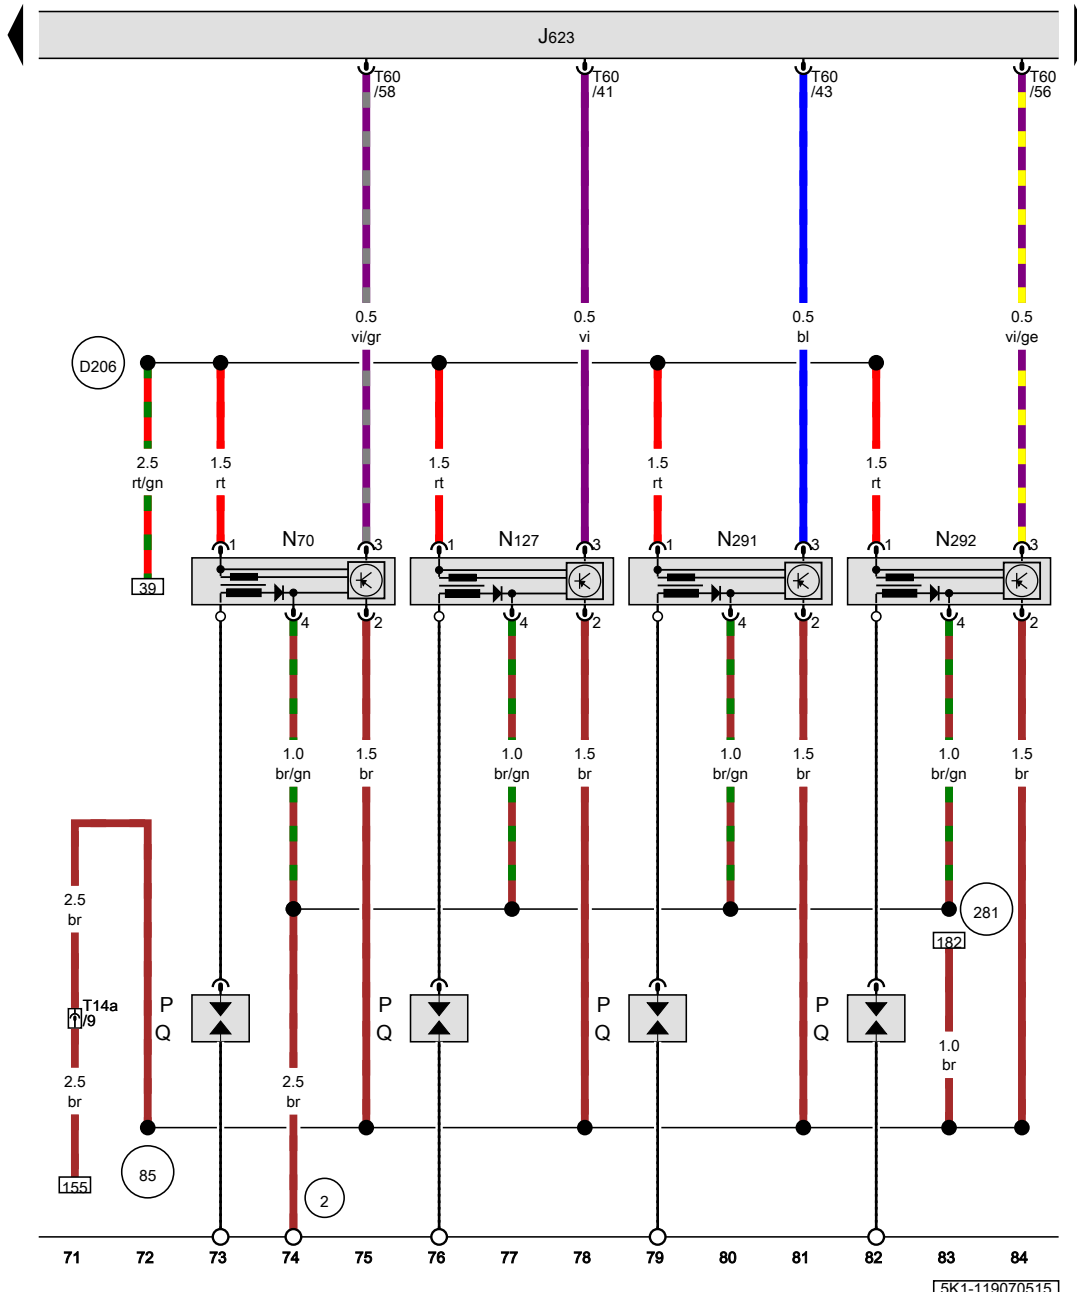 J623
T60 T60 T60 T60
/58 /41 /43 /56
0.5 0.5 0.5 0.5
vi/gr vi bl vi/ge
D206
2.5 1.5 1.5 1.5 1.5
rt/gn rt rt rt rt
1 N70 3 1 N127 3 1 N291 3 1 N292 3
39
4 2 4 2 4 2 4 2
1.0 1.5 1.0 1.5 1.0 1.5 1.0 1.5
br/gn br br/gn br br/gn br br/gn br
2.5
br
281
182
T14a P P P P
/9 Q Q Q Q
1.0
br
2.5 2.5
br br
85
155
2
71 72 73 74 75 76 77 78 79 80 81 82 83 84
5K1-119070515